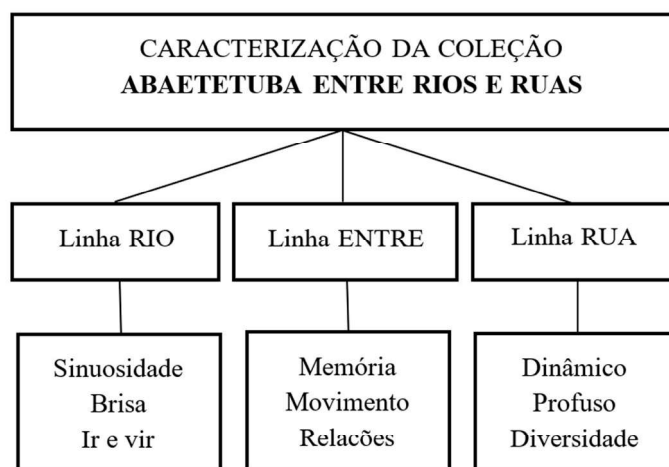 CARACTERIZAÇÃO DA COLEÇÃO
ABAETETUBA ENTRE RIOS E RUAS
Linha RIO
Linha ENTRE
Linha RUA
Sinuosidade
Brisa
Ir e vir
Memória
Movimento
Relações
Dinâmico
Profuso
Diversidade